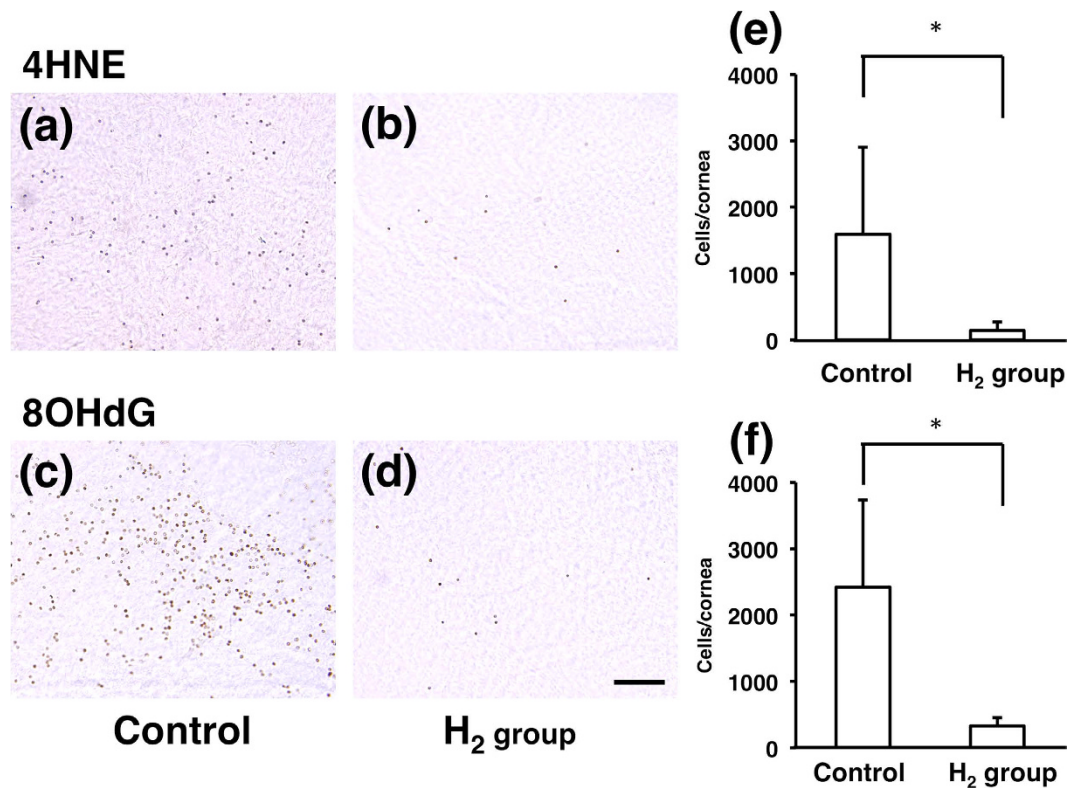 4HNE
(a)
(b)
8OHdG
(c)
(d)
Control
H₂ group
(e)
*
4000
3000
2000
1000
0
Cells/cornea
Control
H₂ group
(f)
*
4000
3000
2000
1000
0
Cells/cornea
Control
H₂ group